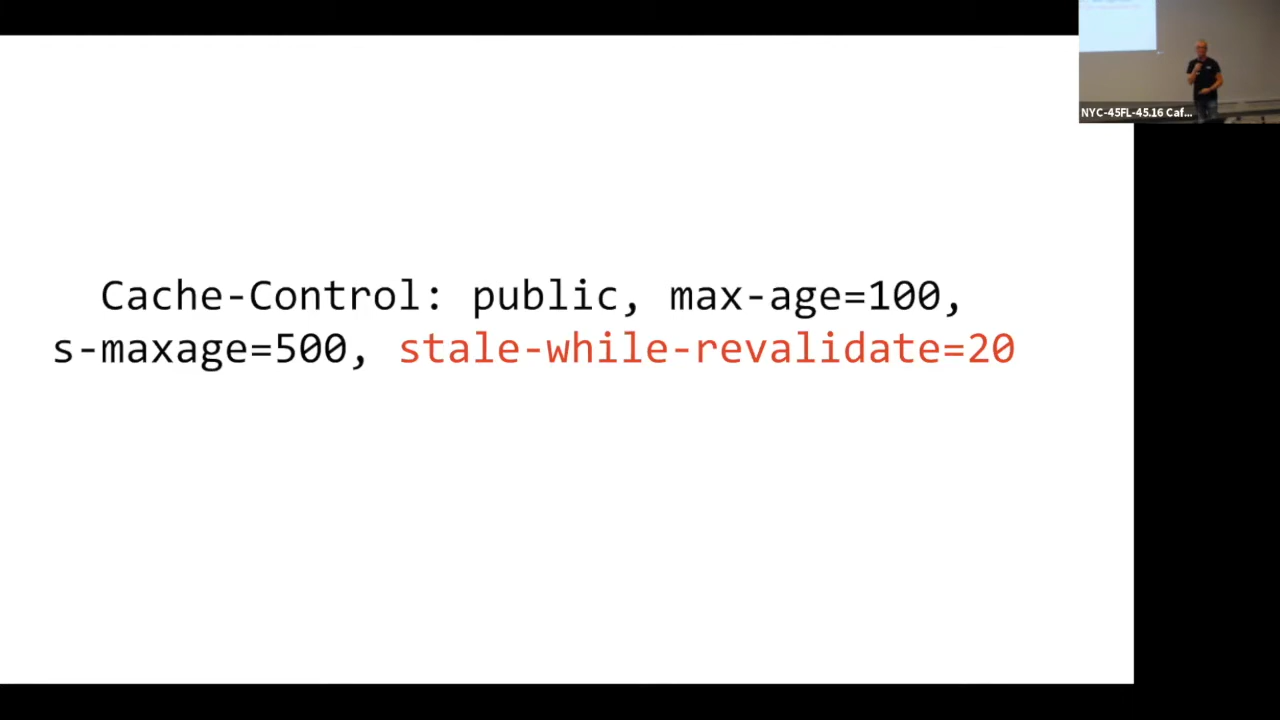 NYC-45FL-45.16 Caf...
Cache-Control: public, max-age=100,
s-maxage=500, stale-while-revalidate=20